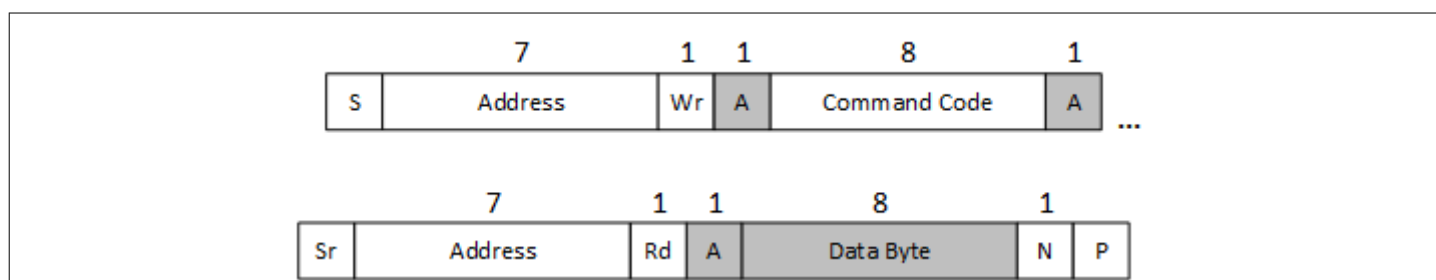 7 1 1 8 1
S Address Wr A Command Code A ...
7 1 1 8 1
Sr Address Rd A Data Byte N P